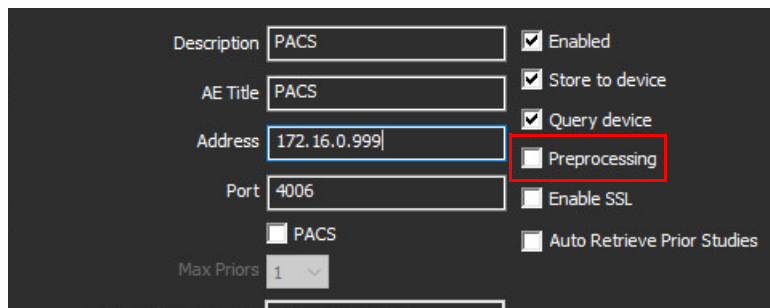 Description PACS Enabled
AE Title PACS Store to device
Query device
Address 172.16.0.999 Preprocessing
Port 4006 Enable SSL
PACS Auto Retrieve Prior Studies
Max Priors 1